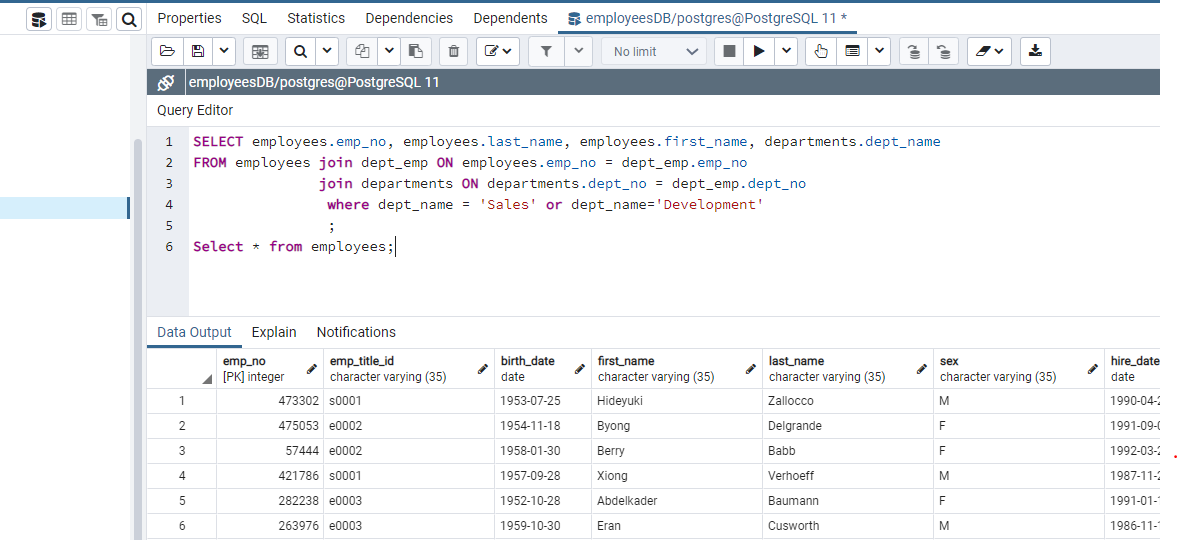 Properties SQL Statistics Dependencies Dependents employeesDB/postgres@PostgreSQL 11 *
No limit
employeesDB/postgres@PostgreSQL 11
Query Editor
1 SELECT employees.emp_no, employees.last_name, employees.first_name, departments.dept_name
2 FROM employees join dept_emp ON employees.emp_no = dept_emp.emp_no
3 join departments ON departments.dept_no = dept_emp.dept_no
4 where dept_name = 'Sales' or dept_name='Development'
5 ;
6 Select * from employees;
Data Output Explain Notifications
emp_no emp_title_id birth_date first_name last_name sex hire_date
[PK] integer character varying (35) date character varying (35) character varying (35) character varying (35) date
1 473302 s0001 1953-07-25 Hideyuki Zallocco M 1990-04-
2 475053 e0002 1954-11-18 Byong Delgrande F 1991-09-
3 57444 e0002 1958-01-30 Berry Babb F 1992-03-
4 421786 s0001 1957-09-28 Xiong Verhoeff M 1987-11-
5 282238 e0003 1952-10-28 Abdelkader Baumann F 1991-01-
6 263976 e0003 1959-10-30 Eran Cusworth M 1986-11-